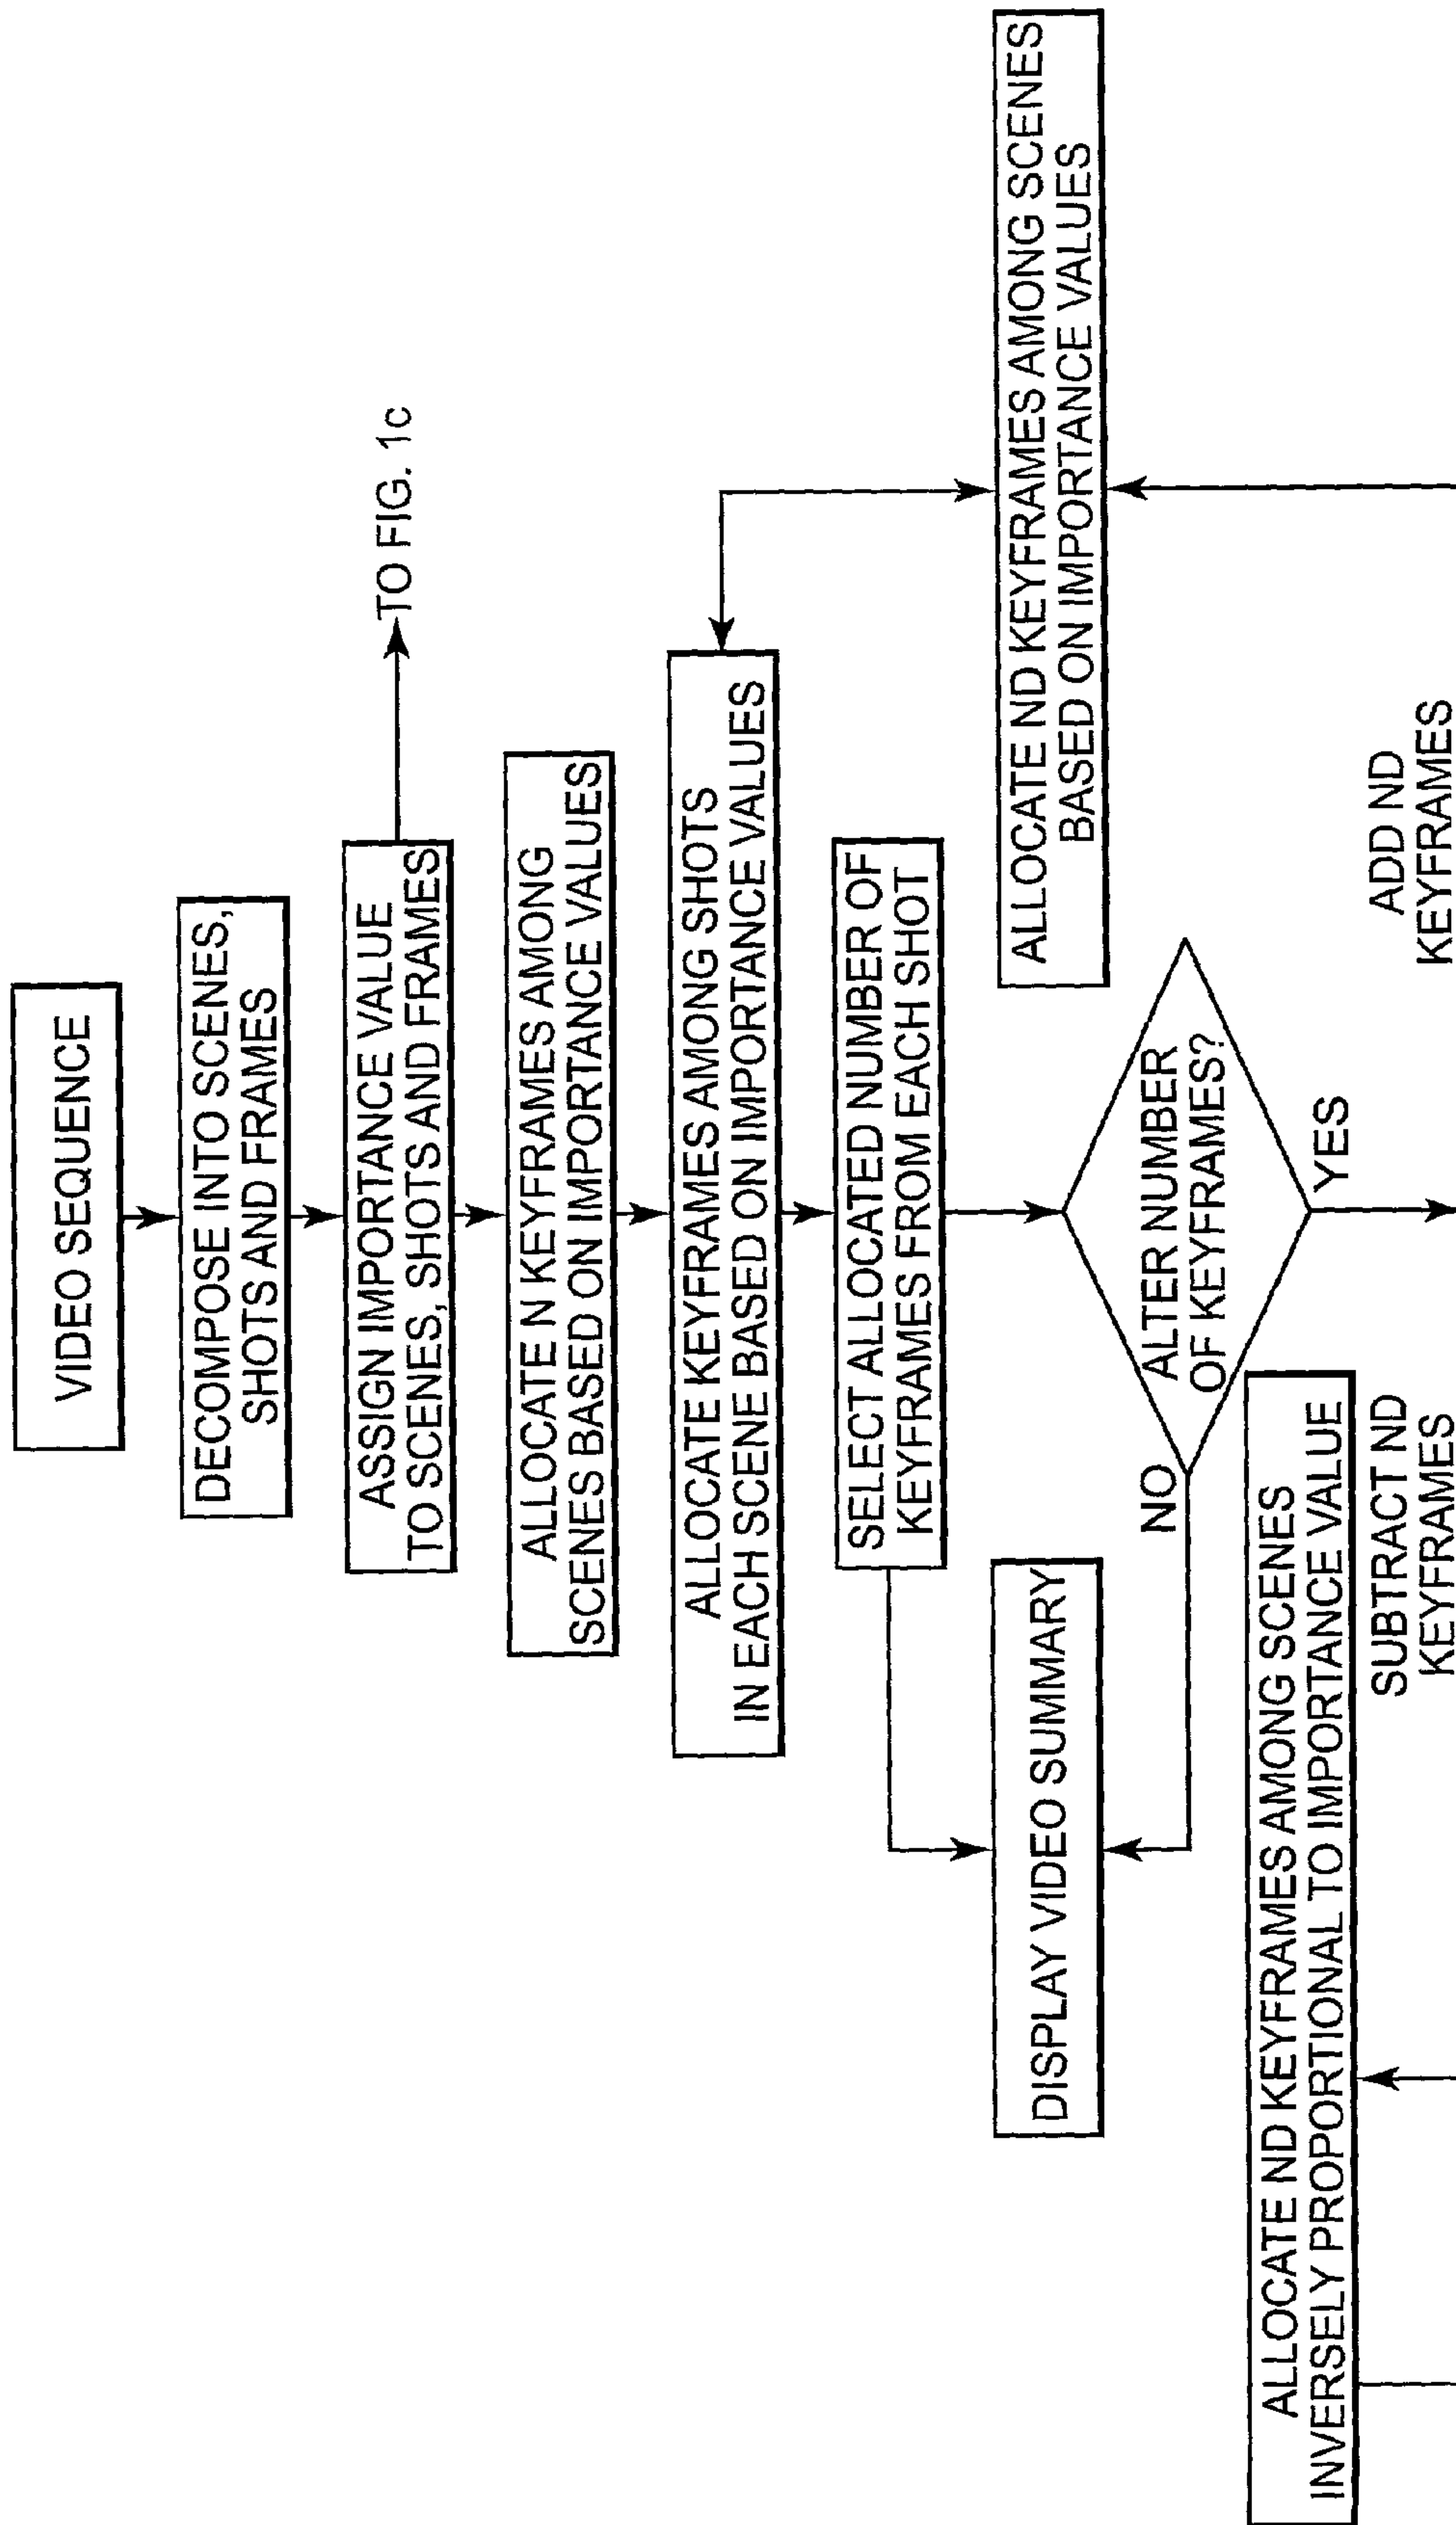 VIDEO SEQUENCE
DECOMPOSE INTO SCENES,
SHOTS AND FRAMES
ASSIGN IMPORTANCE VALUE
TO SCENES, SHOTS AND FRAMES
TO FIG. 1c
ALLOCATE N KEYFRAMES AMONG
SCENES BASED ON IMPORTANCE VALUES
ALLOCATE KEYFRAMES AMONG SHOTS
IN EACH SCENE BASED ON IMPORTANCE VALUES
SELECT ALLOCATED NUMBER OF
KEYFRAMES FROM EACH SHOT
DISPLAY VIDEO SUMMARY
ALLOCATE ND KEYFRAMES AMONG SCENES
BASED ON IMPORTANCE VALUES
ALTER NUMBER
OF KEYFRAMES?
NO
YES
ALLOCATE ND KEYFRAMES AMONG SCENES
INVERSELY PROPORTIONAL TO IMPORTANCE VALUE
SUBTRACT ND
KEYFRAMES
ADD ND
KEYFRAMES